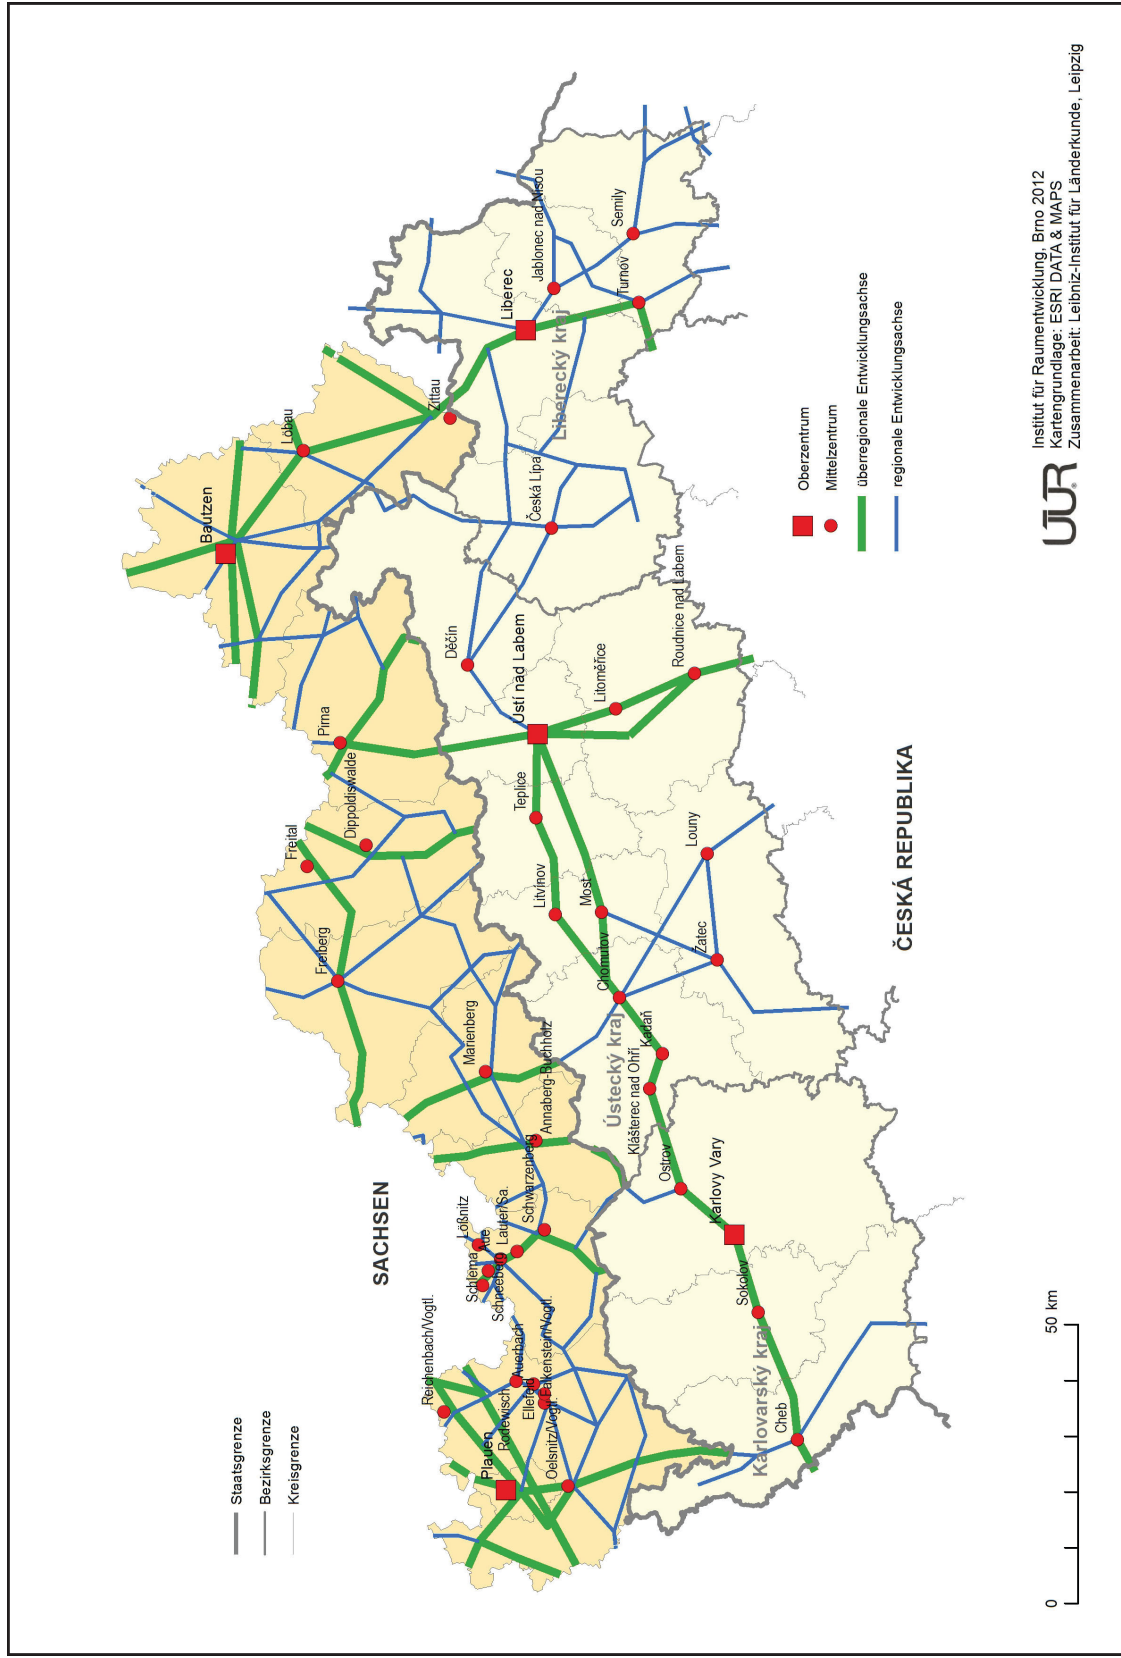 SACHSEN
ČESKÁ REPUBLIKA
Staatsgrenze
Bezirksgrenze
Kreisgrenze
Reichenbach/Vogtl.
Plauen
Rodewisch
Auerbach
Ellefeld
Falkenstein/Vogtl.
Oelsnitz/Vogtl.
Lößnitz
Aue
Schlema
Schneeberg
Lauter/Sa.
Schwarzenberg
Annaberg-Buchholz
Marienberg
Freiberg
Freital
Dippoldiswalde
Pirna
Bautzen
Löbau
Zittau
Liberec
Jablonec nad Nisou
Semily
Turnov
Liberecký kraj
Česká Lípa
Děčín
Ústí nad Labem
Litoměřice
Roudnice nad Labem
Teplice
Litvínov
Most
Chomutov
Louny
Žatec
Ústecký kraj
Kadaň
Klášterec nad Ohří
Ostrov
Karlovy Vary
Sokolov
Karlovarský kraj
Cheb
Oberzentrum
Mittelzentrum
überregionale Entwicklungsachse
regionale Entwicklungsachse
0 50 km
ÚÚR
Institut für Raumentwicklung, Brno 2012
Kartengrundlage: ESRI DATA & MAPS
Zusammenarbeit: Leibniz-Institut für Länderkunde, Leipzig